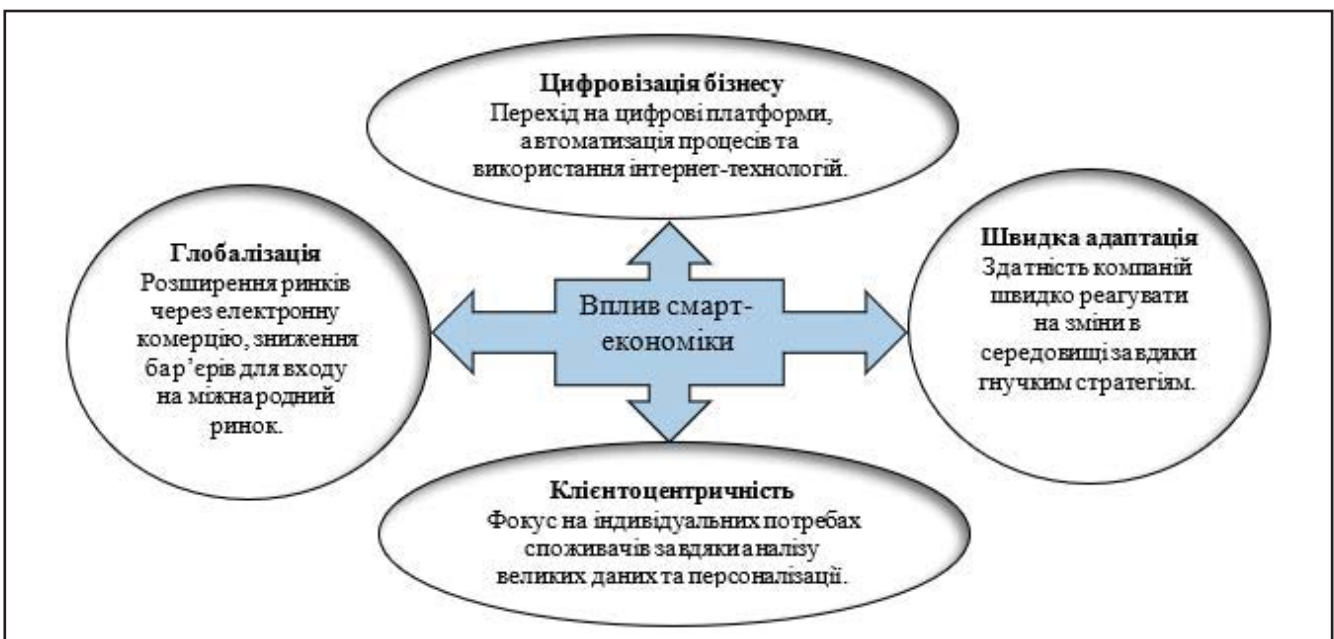 Цифровізація бізнесу
Перехід на цифрові платформи,
автоматизація процесів та
використання інтернет-технологій.
Глобалізація
Розширення ринків
через електронну
комерцію, зниження
бар’єрів для входу
на міжнародний
ринок.
Вплив смарт-
економіки
Швидка адаптація
Здатність компаній
швидко реагувати
на зміни в
середовищі завдяки
гнучким стратегіям.
Клієнтоцентричність
Фокус на індивідуальних потребах
споживачів завдяки аналізу
великих даних та персоналізації.